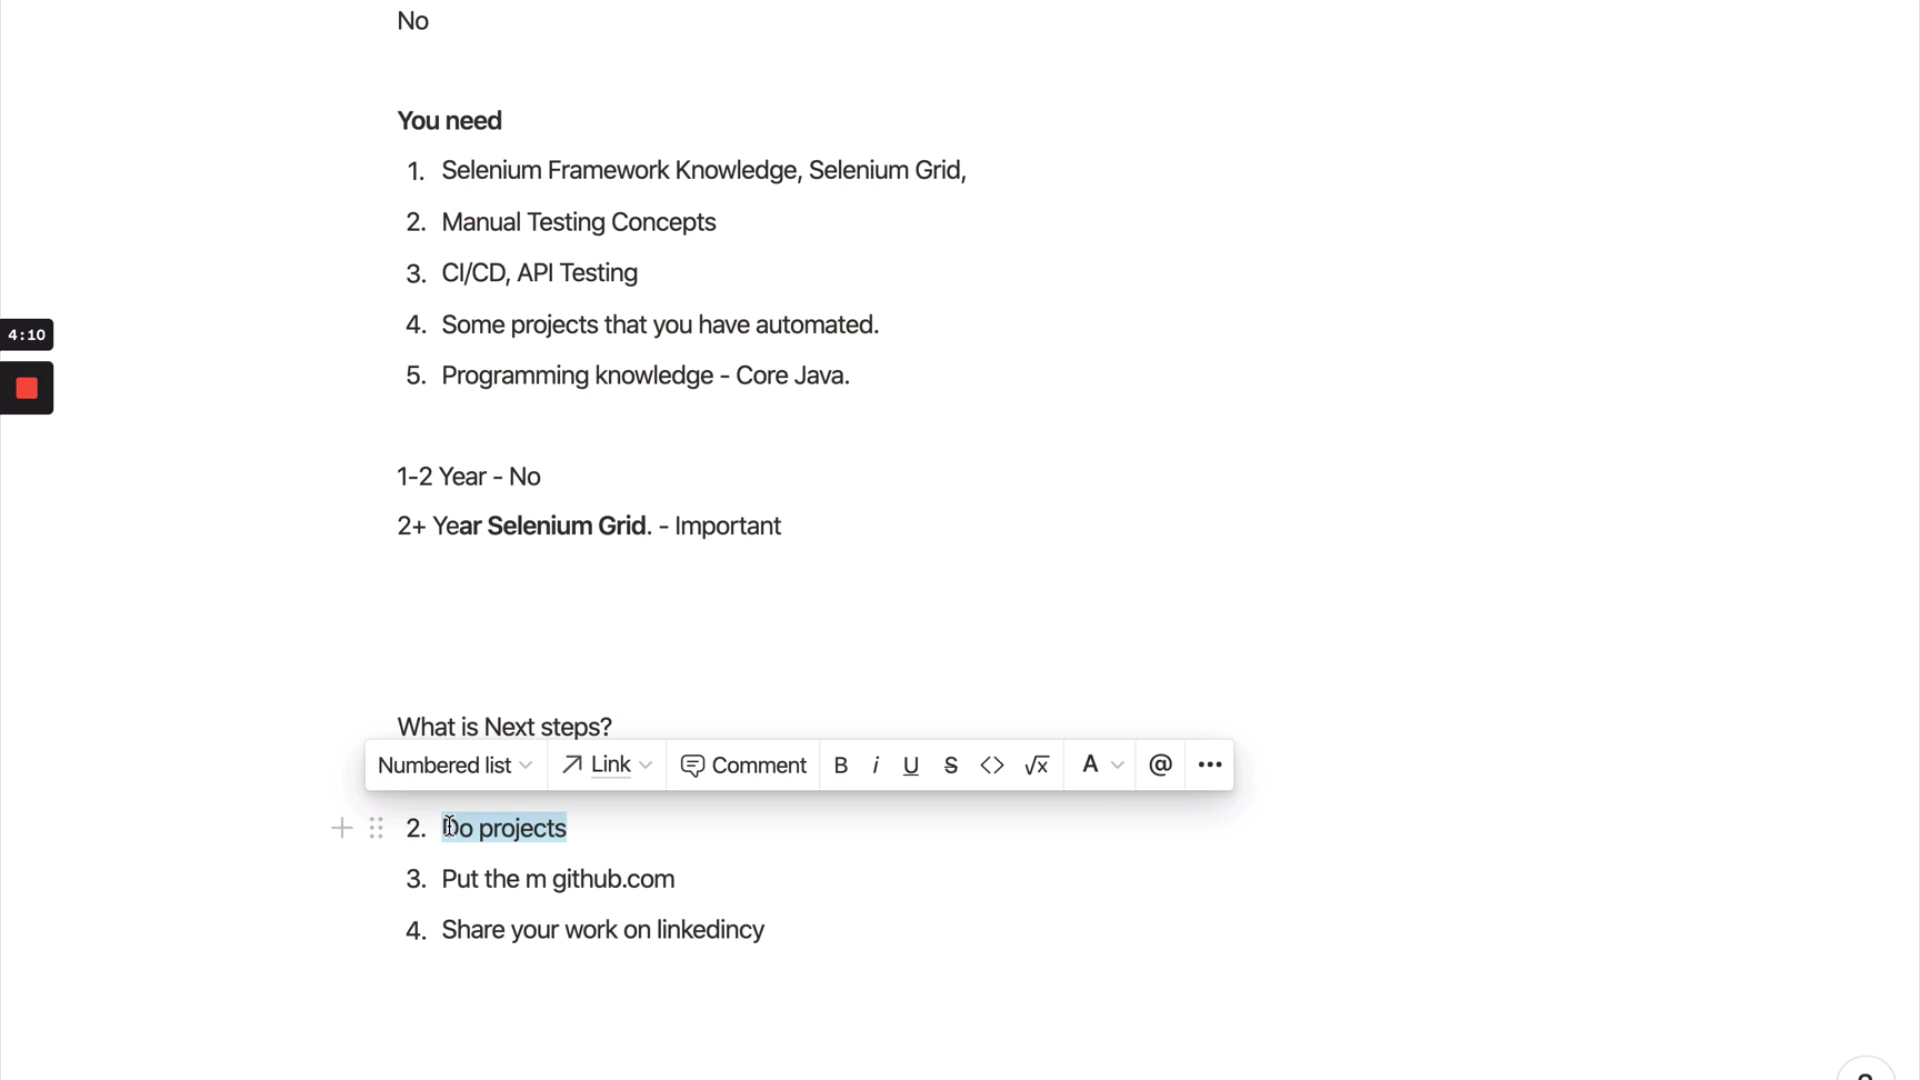 No
You need
1. Selenium Framework Knowledge, Selenium Grid,
2. Manual Testing Concepts
3. CI/CD, API Testing
4:10
4. Some projects that you have automated.
5. Programming knowledge - Core Java.
1-2 Year - No
2+ Year Selenium Grid. - Important
What is Next steps?
Numbered list Link Comment B i U S <> √x A @ •••
2. Do projects
3. Put the m github.com
4. Share your work on linkedincy